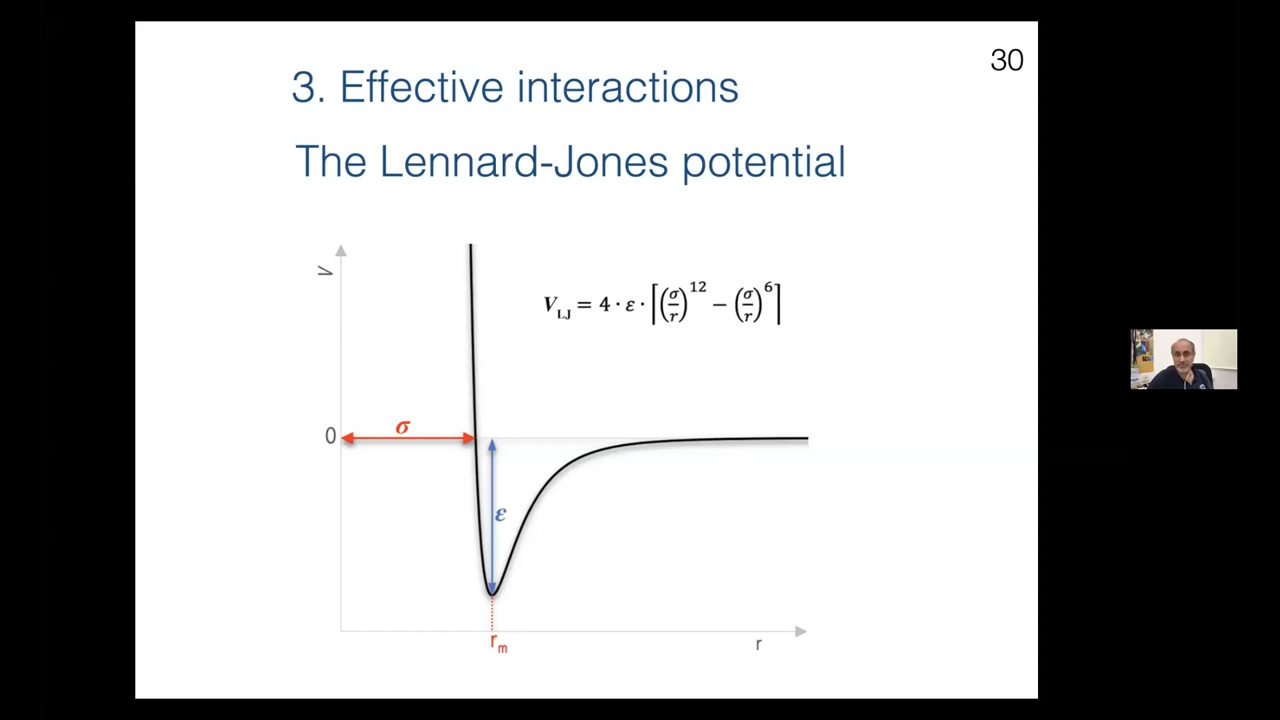 30
3. Effective interactions
The Lennard-Jones potential
V
V_LJ = 4 · ε · [(σ/r)^12 − (σ/r)^6]
0
σ
ε
r_m
r